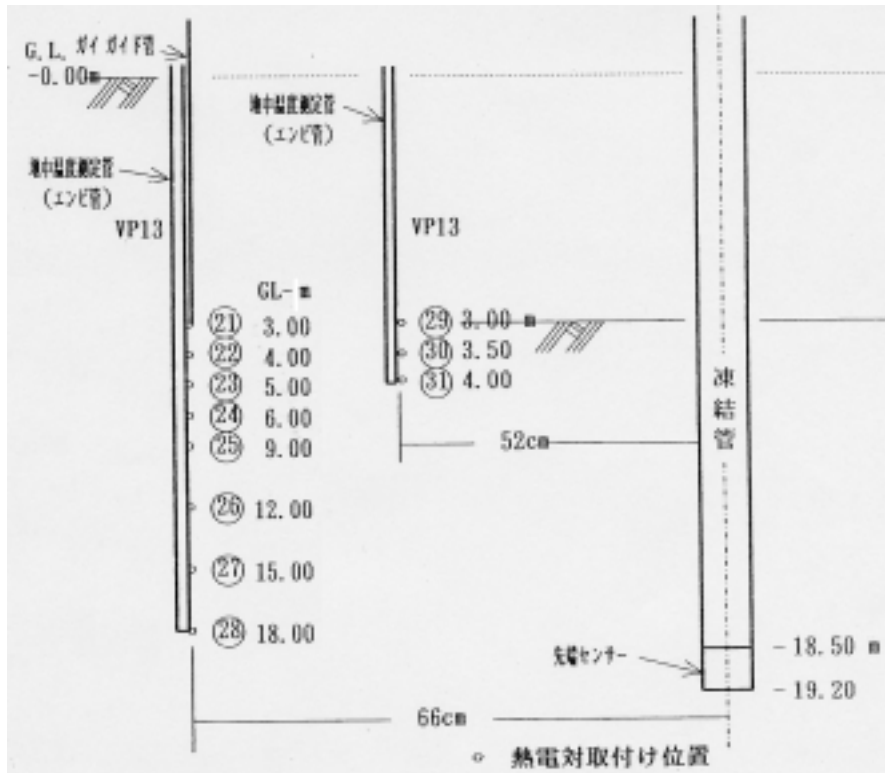 G.L. ガイ ガイド管
-0.00m
地中温度測定管
(エンビ管)
地中温度測定管
(エンビ管)
VP13
VP13
GL- m
㉑ 3.00
㉒ 4.00
㉓ 5.00
㉔ 6.00
㉕ 9.00
㉖ 12.00
㉗ 15.00
㉘ 18.00
㉙ 3.00 m
㉚ 3.50
㉛ 4.00
凍結管
52cm
先端センサー
-18.50 m
-19.20
66cm
○ 熱電対取付け位置